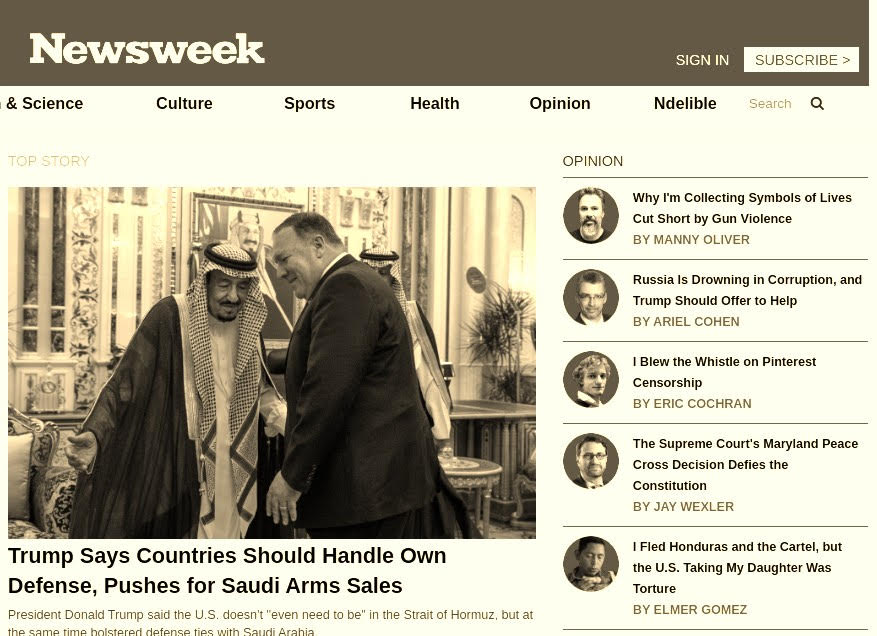 Newsweek
SIGN IN
SUBSCRIBE >
& Science
Culture
Sports
Health
Opinion
Ndelible
Search
TOP STORY
Trump Says Countries Should Handle Own
Defense, Pushes for Saudi Arms Sales
President Donald Trump said the U.S. doesn't "even need to be" in the Strait of Hormuz, but at
the same time bolstered defense ties with Saudi Arabia
OPINION
Why I'm Collecting Symbols of Lives
Cut Short by Gun Violence
BY MANNY OLIVER
Russia Is Drowning in Corruption, and
Trump Should Offer to Help
BY ARIEL COHEN
I Blew the Whistle on Pinterest
Censorship
BY ERIC COCHRAN
The Supreme Court's Maryland Peace
Cross Decision Defies the
Constitution
BY JAY WEXLER
I Fled Honduras and the Cartel, but
the U.S. Taking My Daughter Was
Torture
BY ELMER GOMEZ